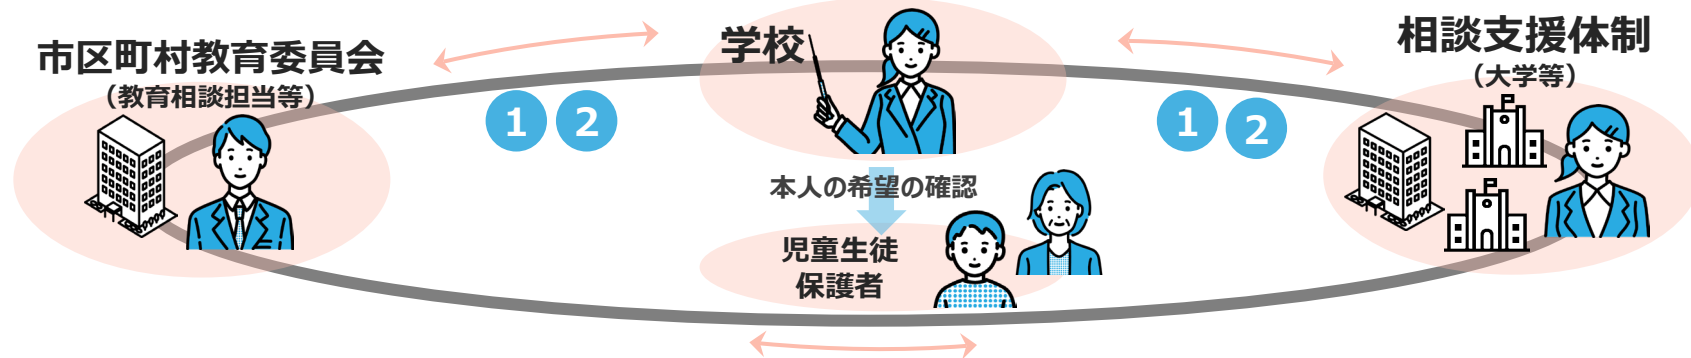 市区町村教育委員会
（教育相談担当等）
1 2
学校
1 2
相談支援体制
（大学等）
本人の希望の確認
児童生徒
保護者